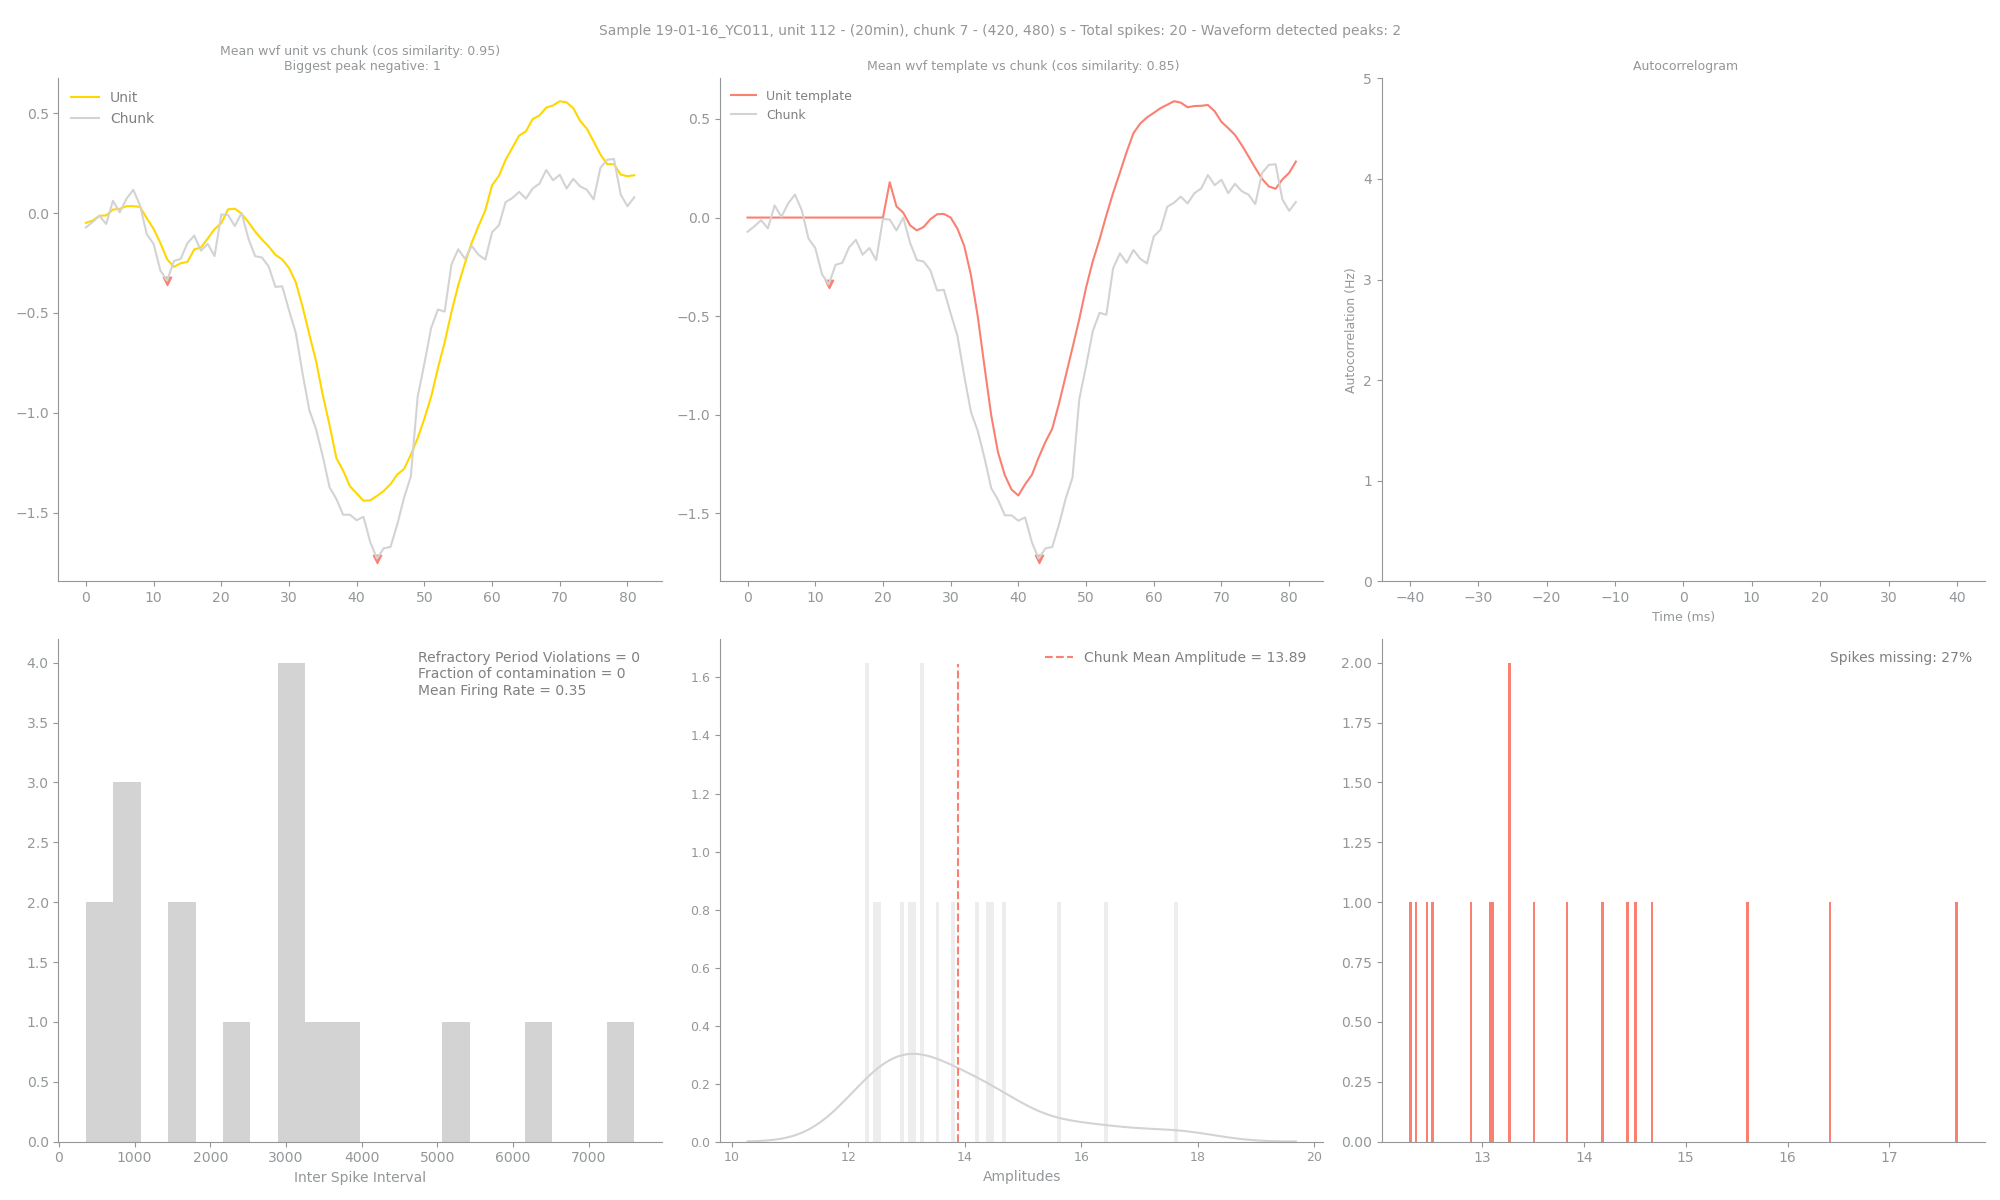 Sample 19-01-16_YC011, unit 112 - (20min), chunk 7 - (420, 480) s - Total spikes: 20 - Waveform detected peaks: 2
Mean wvf unit vs chunk (cos similarity: 0.95)
Biggest peak negative: 1
Unit
Chunk
0.5
0.0
−0.5
−1.0
−1.5
0 10 20 30 40 50 60 70 80
Mean wvf template vs chunk (cos similarity: 0.85)
Unit template
Chunk
0.5
0.0
−0.5
−1.0
−1.5
0 10 20 30 40 50 60 70 80
Autocorrelogram
Autocorrelation (Hz)
5
4
3
2
1
0
−40 −30 −20 −10 0 10 20 30 40
Time (ms)
Refractory Period Violations = 0
Fraction of contamination = 0
Mean Firing Rate = 0.35
4.0
3.5
3.0
2.5
2.0
1.5
1.0
0.5
0.0
0 1000 2000 3000 4000 5000 6000 7000
Inter Spike Interval
Chunk Mean Amplitude = 13.89
1.6
1.4
1.2
1.0
0.8
0.6
0.4
0.2
0.0
10 12 14 16 18 20
Amplitudes
Spikes missing: 27%
2.00
1.75
1.50
1.25
1.00
0.75
0.50
0.25
0.00
13 14 15 16 17